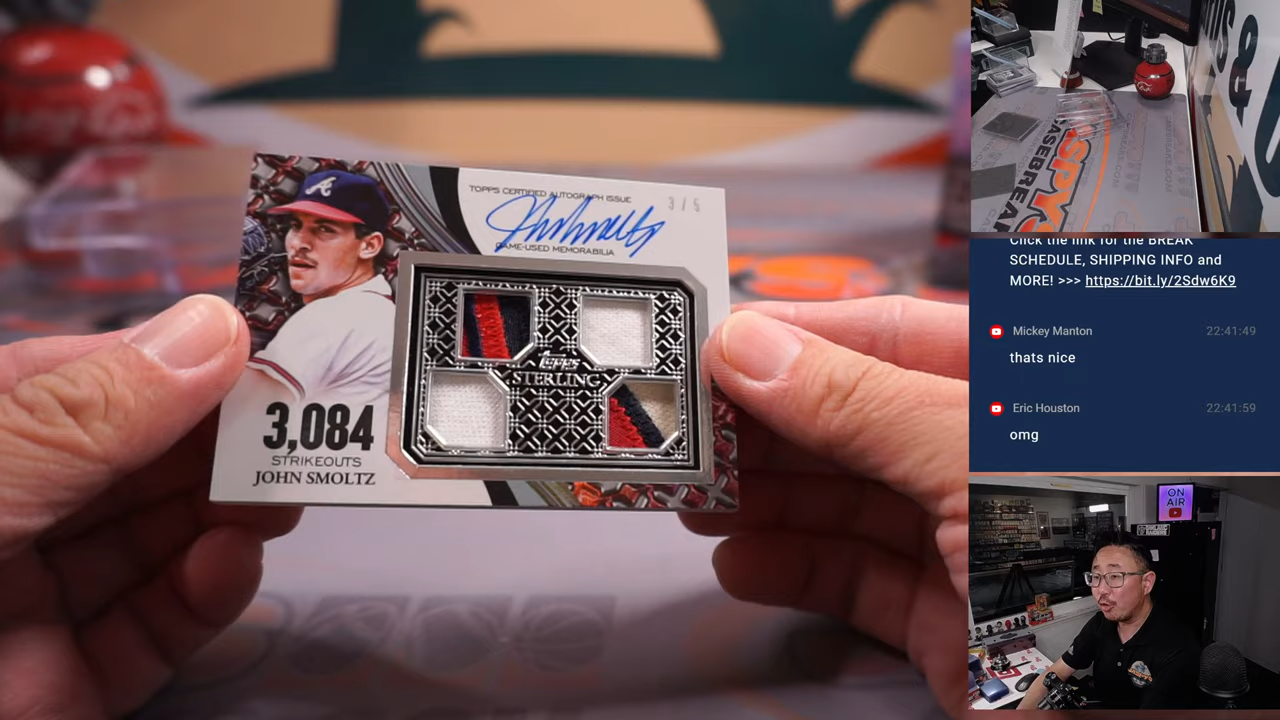 TOPPS CERTIFIED AUTOGRAPH ISSUE
3/5
GAME-USED MEMORABILIA
A
topps
STERLING
3,084
STRIKEOUTS
JOHN SMOLTZ
&
CASEBREAK
Click the link for the BREAK
SCHEDULE, SHIPPING INFO and
MORE! >>> https://bit.ly/2Sdw6K9
Mickey Manton 22:41:49
thats nice
Eric Houston 22:41:59
omg
ON
AIR